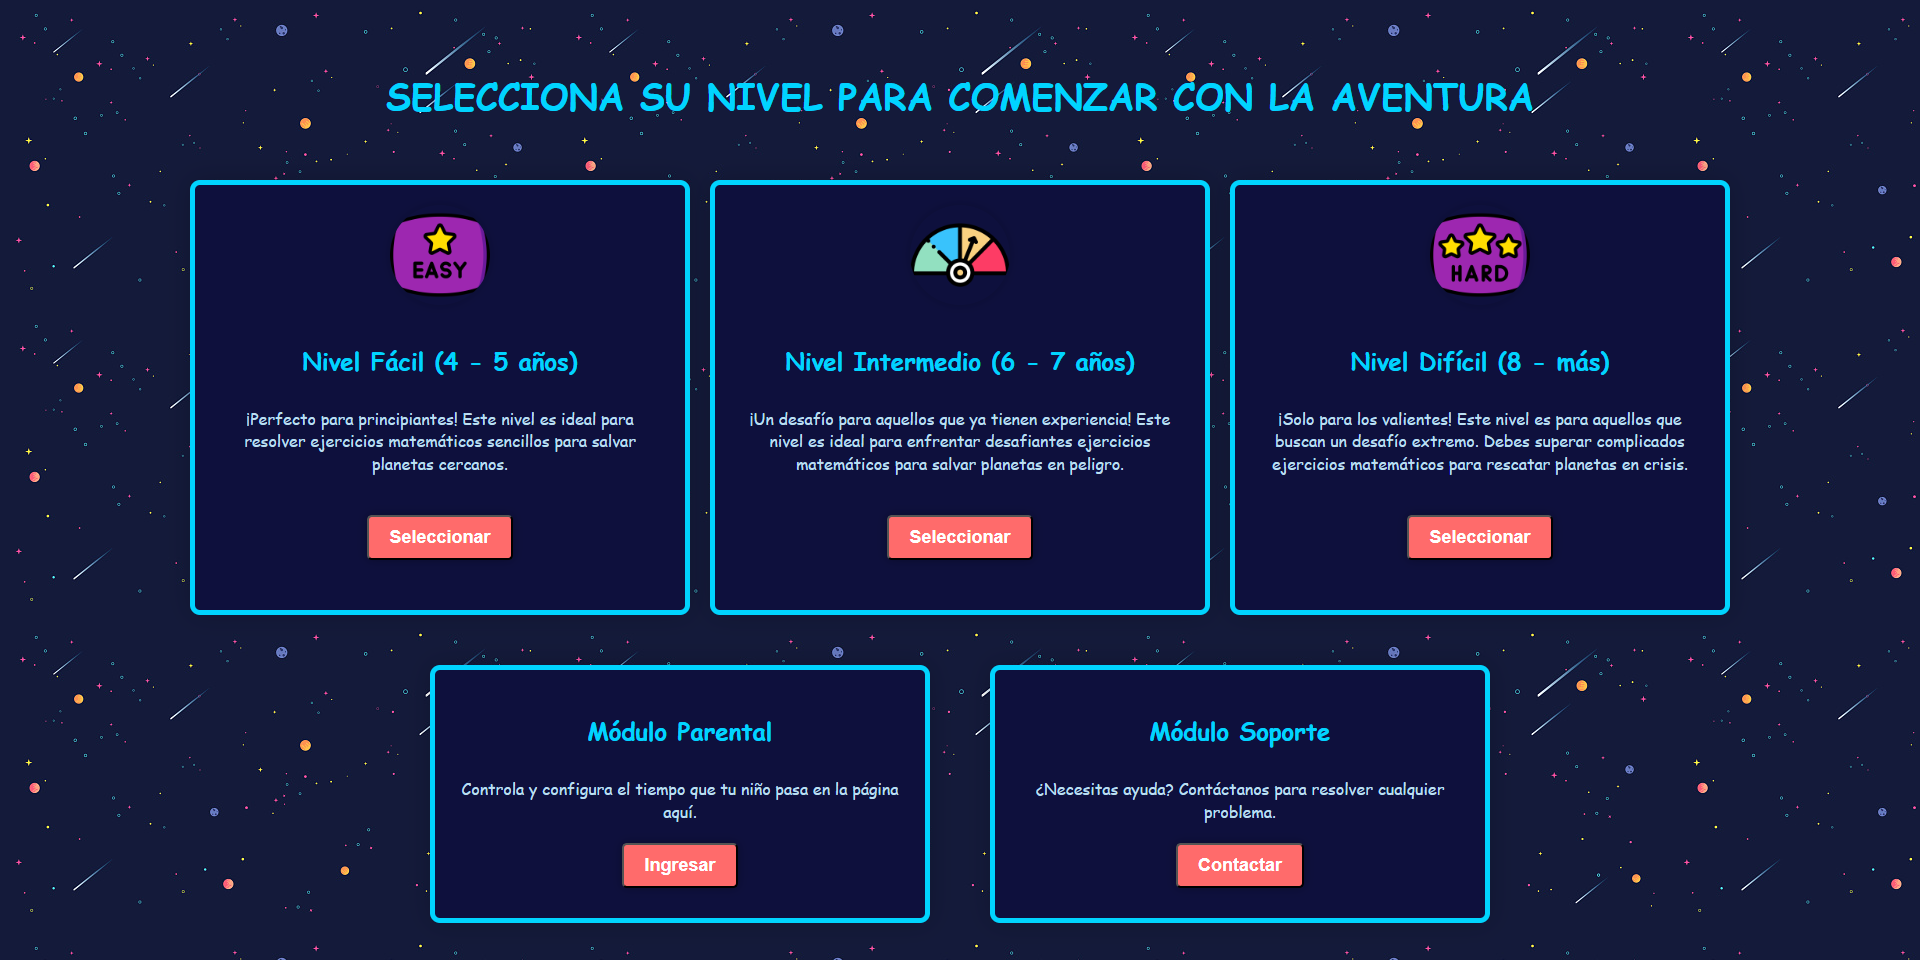 SELECCIONA SU NIVEL PARA COMENZAR CON LA AVENTURA
EASY
Nivel Fácil (4 - 5 años)
¡Perfecto para principiantes! Este nivel es ideal para
resolver ejercicios matemáticos sencillos para salvar
planetas cercanos.
Seleccionar
Nivel Intermedio (6 - 7 años)
¡Un desafío para aquellos que ya tienen experiencia! Este
nivel es ideal para enfrentar desafiantes ejercicios
matemáticos para salvar planetas en peligro.
Seleccionar
HARD
Nivel Difícil (8 - más)
¡Solo para los valientes! Este nivel es para aquellos que
buscan un desafío extremo. Debes superar complicados
ejercicios matemáticos para rescatar planetas en crisis.
Seleccionar
Módulo Parental
Controla y configura el tiempo que tu niño pasa en la página
aquí.
Ingresar
Módulo Soporte
¿Necesitas ayuda? Contáctanos para resolver cualquier
problema.
Contactar